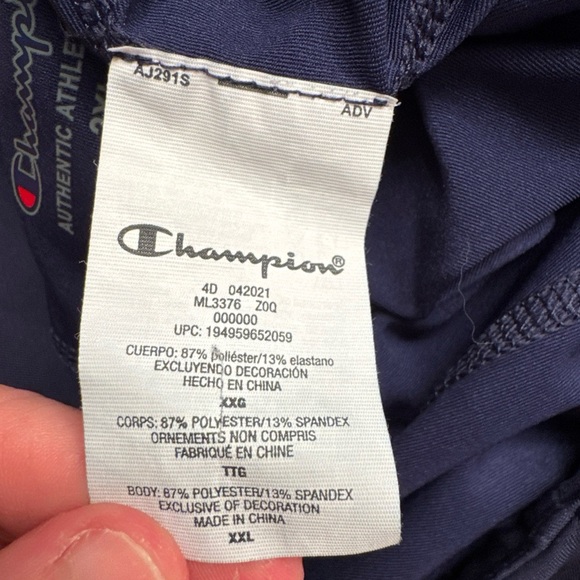 Champ
AUTHENTIC ATHLE
AJ291S
ADV
Champion®
4D 042021
ML3376 Z0Q
000000
UPC: 194959652059
CUERPO: 87% poliéster/13% elastano
EXCLUYENDO DECORACIÓN
HECHO EN CHINA
XXG
CORPS: 87% POLYESTER/13% SPANDEX
ORNEMENTS NON COMPRIS
FABRIQUÉ EN CHINE
TTG
BODY: 87% POLYESTER/13% SPANDEX
EXCLUSIVE OF DECORATION
MADE IN CHINA
XXL